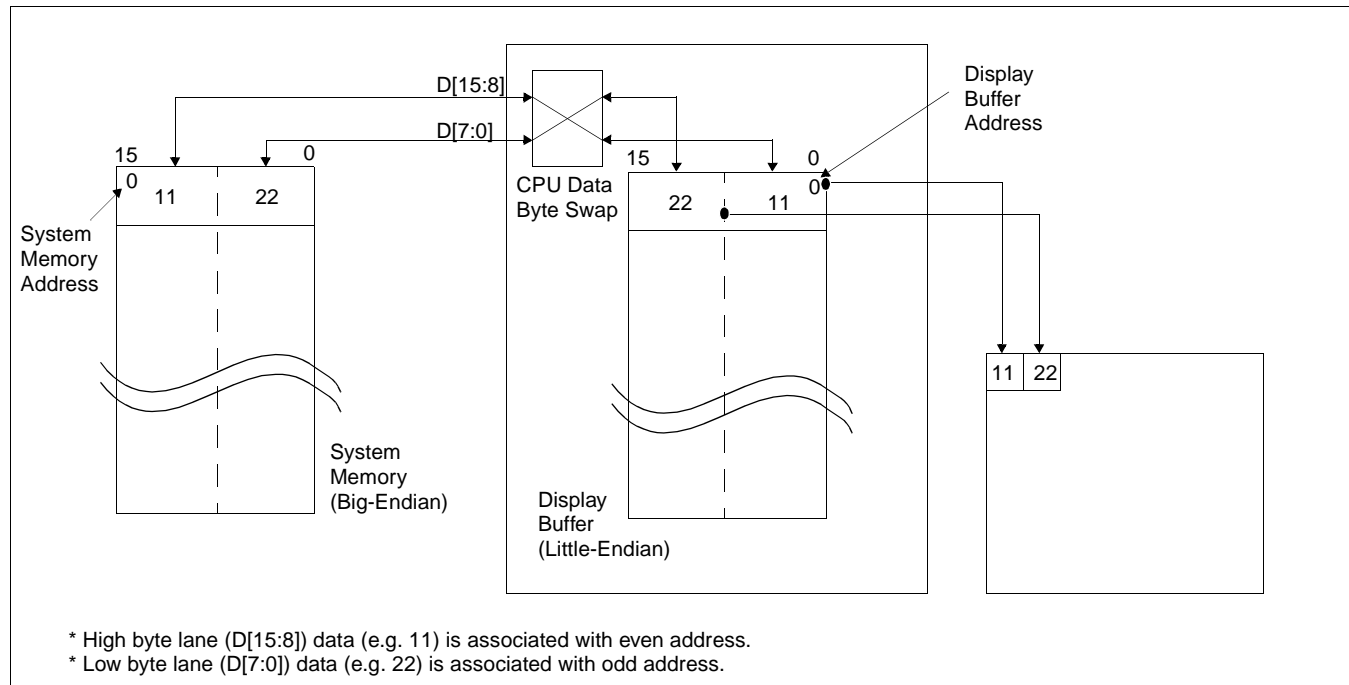 D[15:8]
D[7:0]
Display
Buffer
Address
15
0
0
11
22
System
Memory
Address
CPU Data
Byte Swap
15
0
0
22
11
11
22
System
Memory
(Big-Endian)
Display
Buffer
(Little-Endian)
* High byte lane (D[15:8]) data (e.g. 11) is associated with even address.
* Low byte lane (D[7:0]) data (e.g. 22) is associated with odd address.